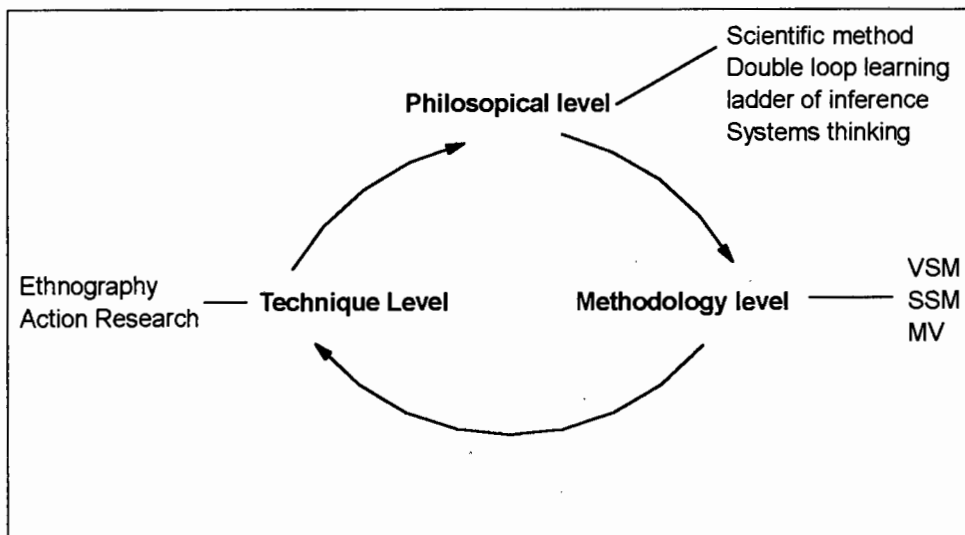 Scientific method
Double loop learning
ladder of inference
Systems thinking
Philosopical level
Ethnography
Action Research
Technique Level
Methodology level
VSM
SSM
MV